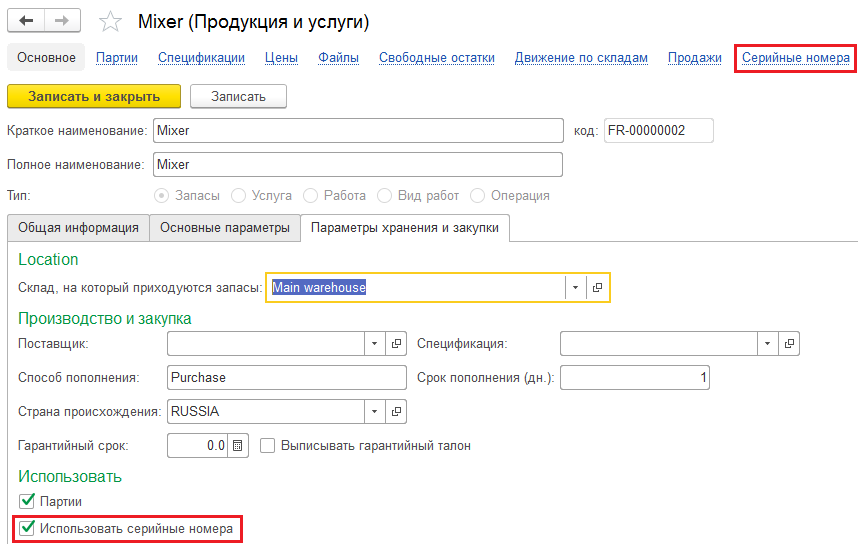 Mixer (Продукция и услуги)
Основное Партии Спецификации Цены Файлы Свободные остатки Движение по складам Продажи Серийные номера
Записать и закрыть Записать
Краткое наименование: Mixer код: FR-00000002
Полное наименование: Mixer
Тип: Запасы Услуга Работа Вид работ Операция
Общая информация Основные параметры Параметры хранения и закупки
Location
Склад, на который приходуются запасы: Main warehouse
Производство и закупка
Поставщик: Спецификация:
Способ пополнения: Purchase Срок пополнения (дн.): 1
Страна происхождения: RUSSIA
Гарантийный срок: 0.0 Выписывать гарантийный талон
Использовать
Партии
Использовать серийные номера